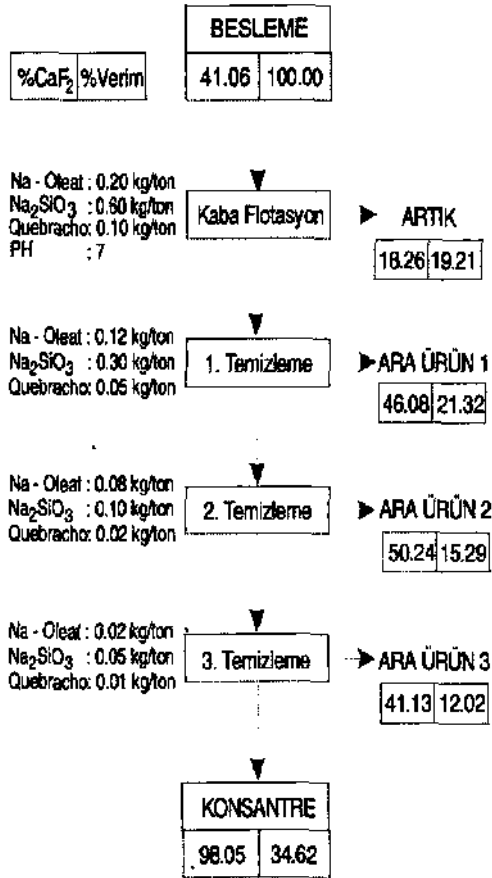 BESLEME
%CaF₂ %Verim
41.06 100.00
Na - Oleat : 0.20 kg/ton
Na₂SiO₃ : 0.60 kg/ton
Quebracho: 0.10 kg/ton
PH : 7
Kaba Flotasyon
ARTIK
18.26 19.21
Na - Oleat : 0.12 kg/ton
Na₂SiO₃ : 0.30 kg/ton
Quebracho: 0.05 kg/ton
1. Temizleme
ARA ÜRÜN 1
46.08 21.32
Na - Oleat : 0.08 kg/ton
Na₂SiO₃ : 0.10 kg/ton
Quebracho: 0.02 kg/ton
2. Temizleme
ARA ÜRÜN 2
50.24 15.29
Na - Oleat : 0.02 kg/ton
Na₂SiO₃ : 0.05 kg/ton
Quebracho: 0.01 kg/ton
3. Temizleme
ARA ÜRÜN 3
41.13 12.02
KONSANTRE
98.05 34.62